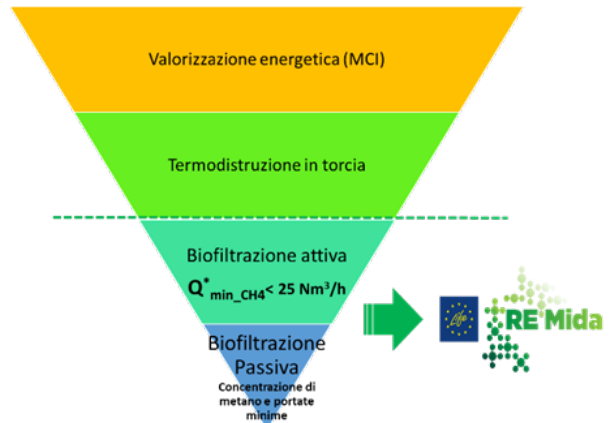 Valorizzazione energetica (MCI)
Termodistruzione in torcia
Biofiltrazione attiva
Q*min_CH4< 25 Nm³/h
Biofiltrazione
Passiva
Concentrazione di
metano e portate
minime
Life
RE Mida